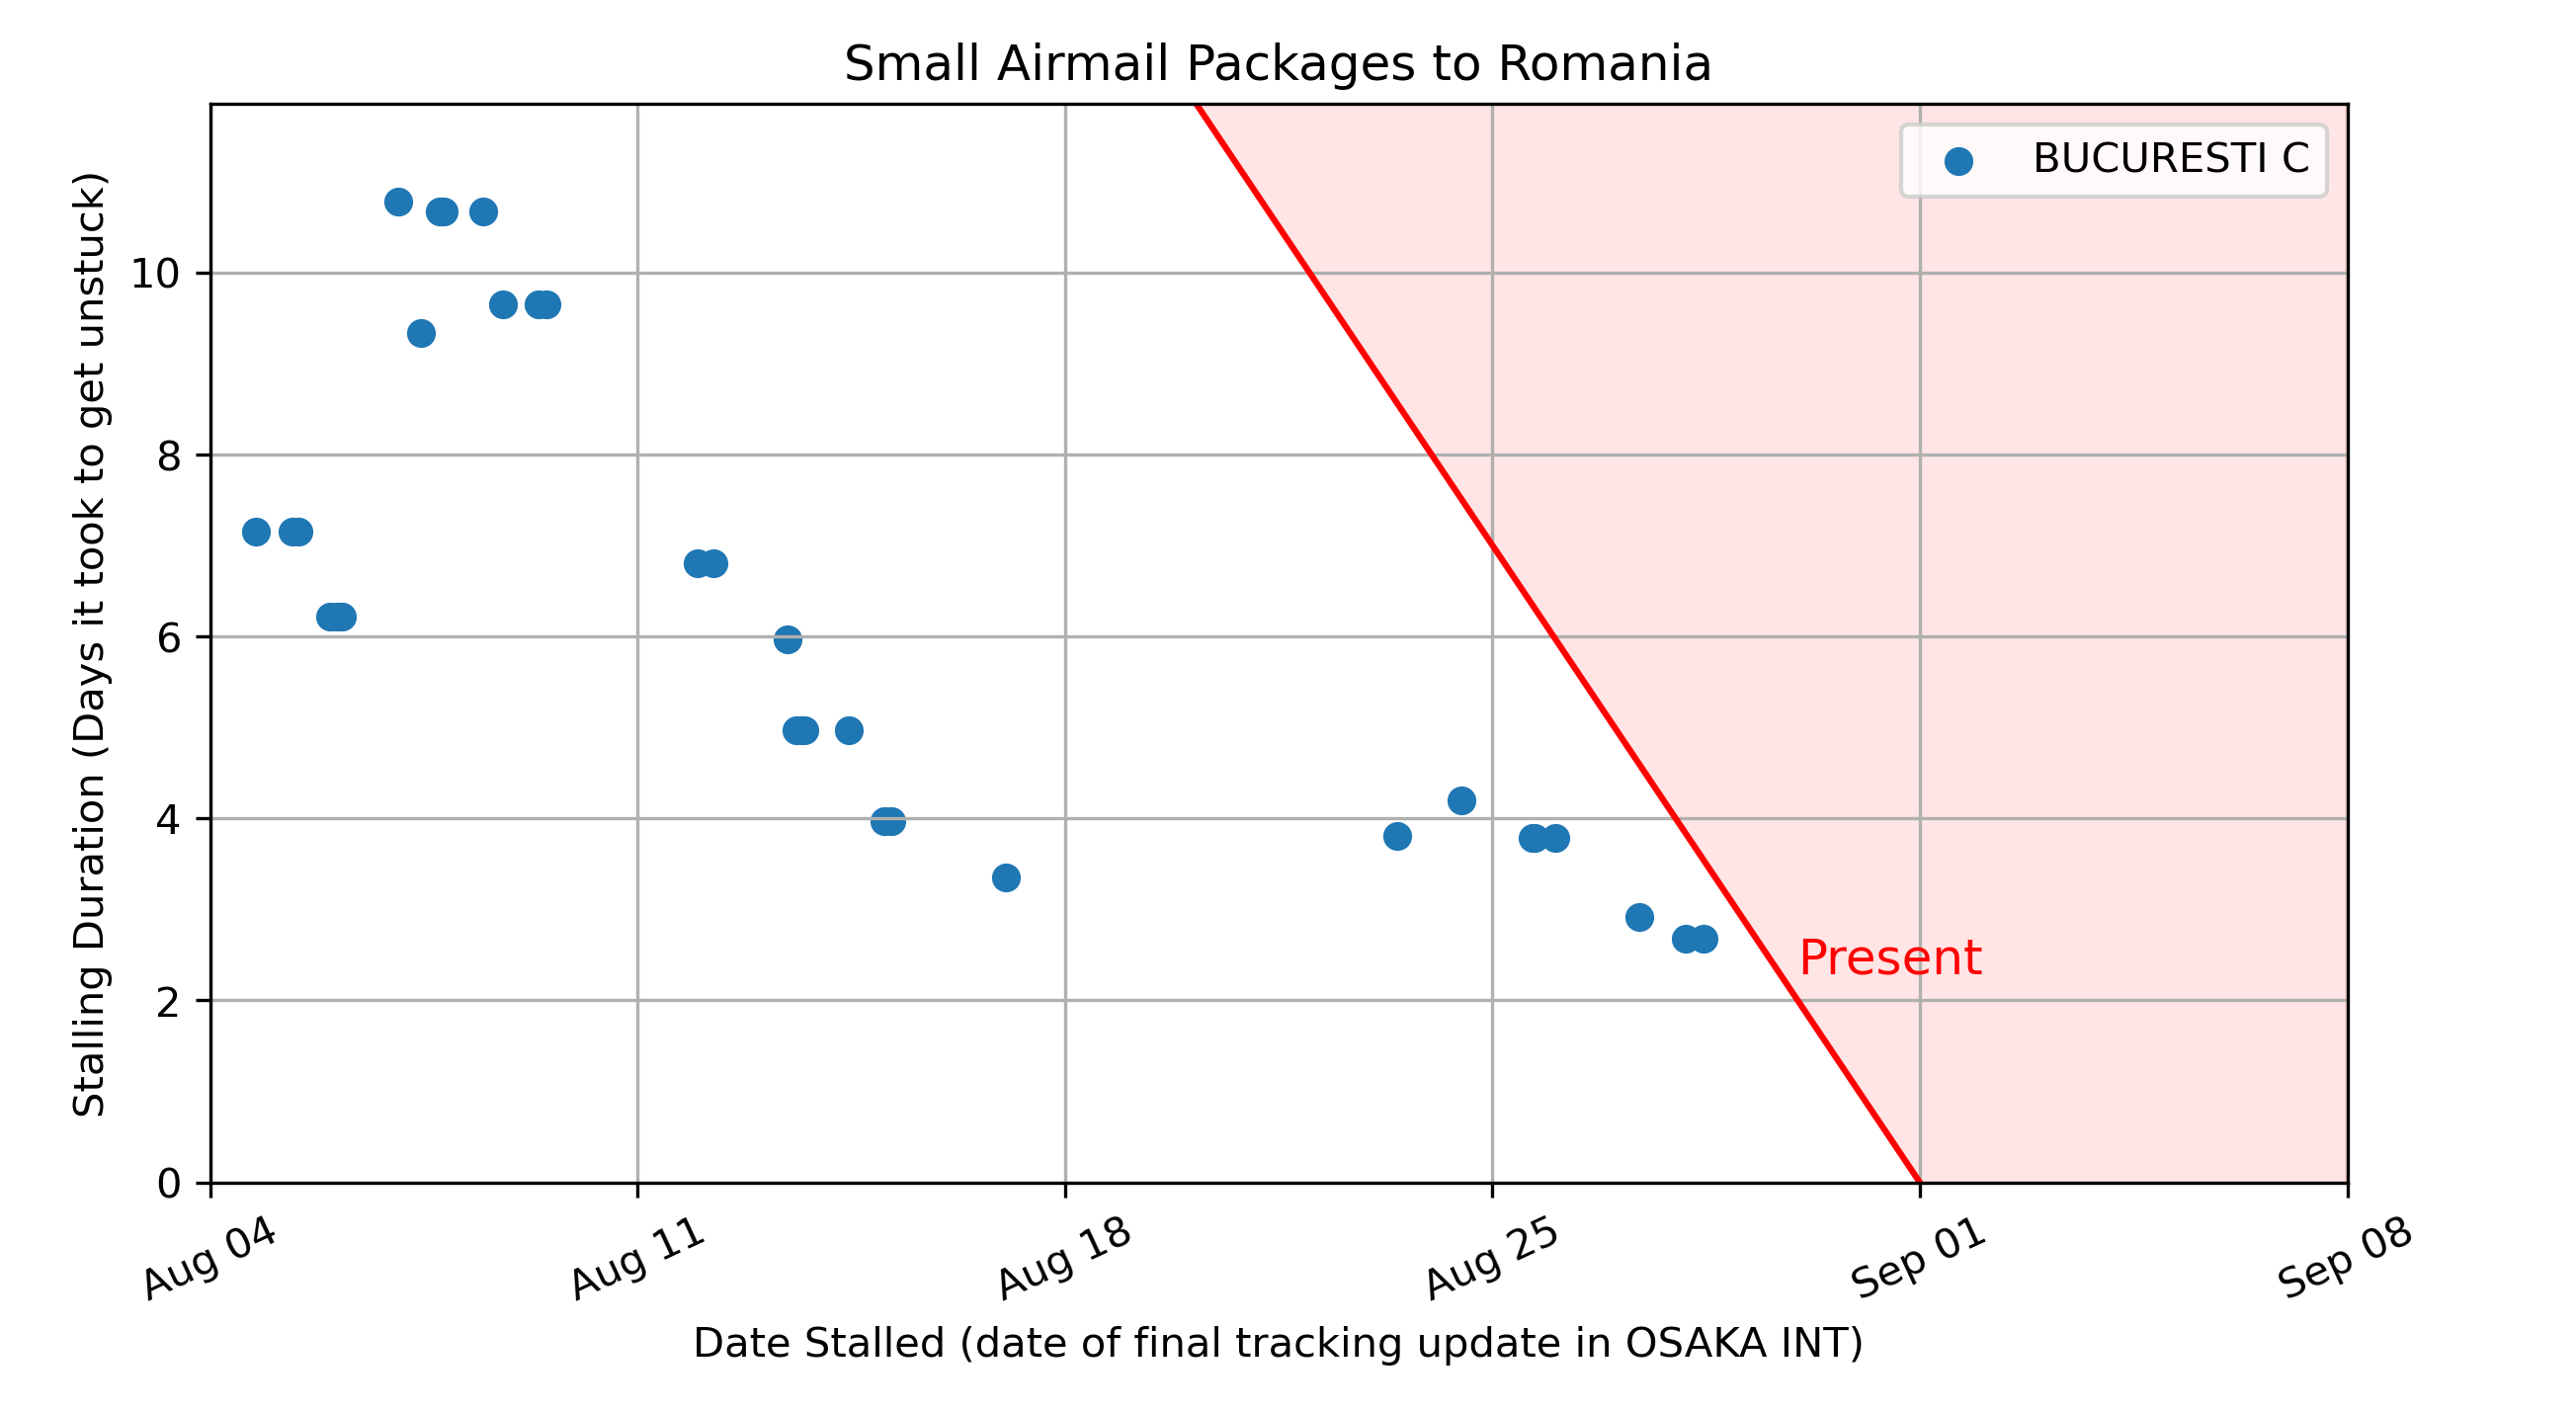 Small Airmail Packages to Romania
BUCURESTI C
Stalling Duration (Days it took to get unstuck)
10
8
6
4
2
0
Present
Aug 04
Aug 11
Aug 18
Aug 25
Sep 01
Sep 08
Date Stalled (date of final tracking update in OSAKA INT)